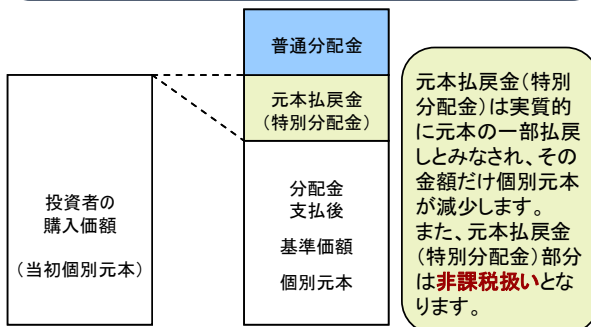 普通分配金
元本払戻金
（特別分配金）
投資者の
購入価額
（当初個別元本）
分配金
支払後
基準価額
個別元本
元本払戻金（特別
分配金）は実質的
に元本の一部払戻
しとみなされ、その
金額だけ個別元本
が減少します。
また、元本払戻金
（特別分配金）部分
は非課税扱いとな
ります。